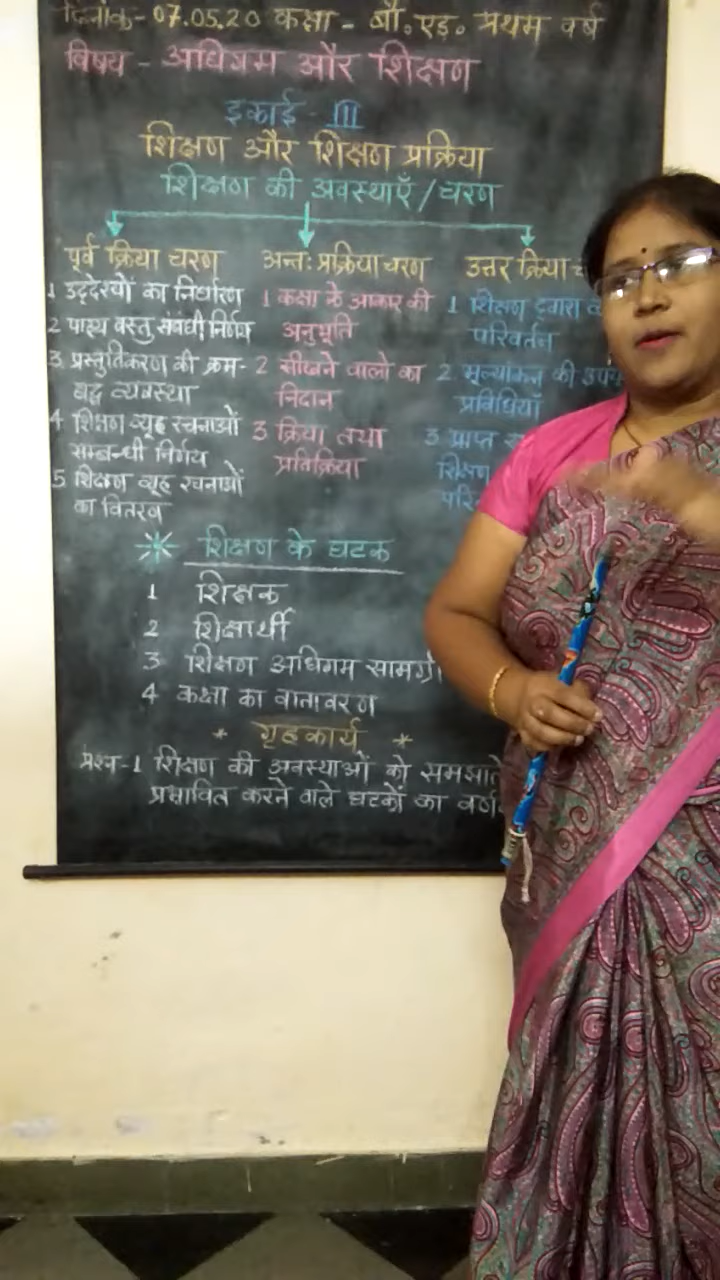 दिनांक- 07.05.20 कक्षा - बी०एड० प्रथम वर्ष
विषय - अधिगम और शिक्षण
इकाई - III
शिक्षण और शिक्षण प्रक्रिया
शिक्षण की अवस्थाएँ/चरण
पूर्व क्रिया चरण
1 उद्देश्यों का निर्धारण
2 पाठ्य वस्तु संबंधी निर्णय
3 प्रस्तुतिकरण की क्रम-
बद्ध व्यवस्था
4 शिक्षण व्यूह रचनाओं
सम्बन्धी निर्णय
5 शिक्षण व्यूह रचनाओं
का वितरण
अन्तः प्रक्रिया चरण
1 कक्षा के आकार की
अनुभूति
2 सीखने वालो का
निदान
3 क्रिया तथा
प्रतिक्रिया
उत्तर क्रिया
1 शिक्षण द्वारा
परिवर्तन
2 मूल्यांकन की
प्रविधियाँ
3 प्राप्त
शिक्षण
शिक्षण के घटक
1 शिक्षक
2 शिक्षार्थी
3 शिक्षण अधिगम सामग्री
4 कक्षा का वातावरण
* गृहकार्य *
प्रश्न-1 शिक्षण की अवस्थाओं को समझाते
प्रभावित करने वाले घटकों का